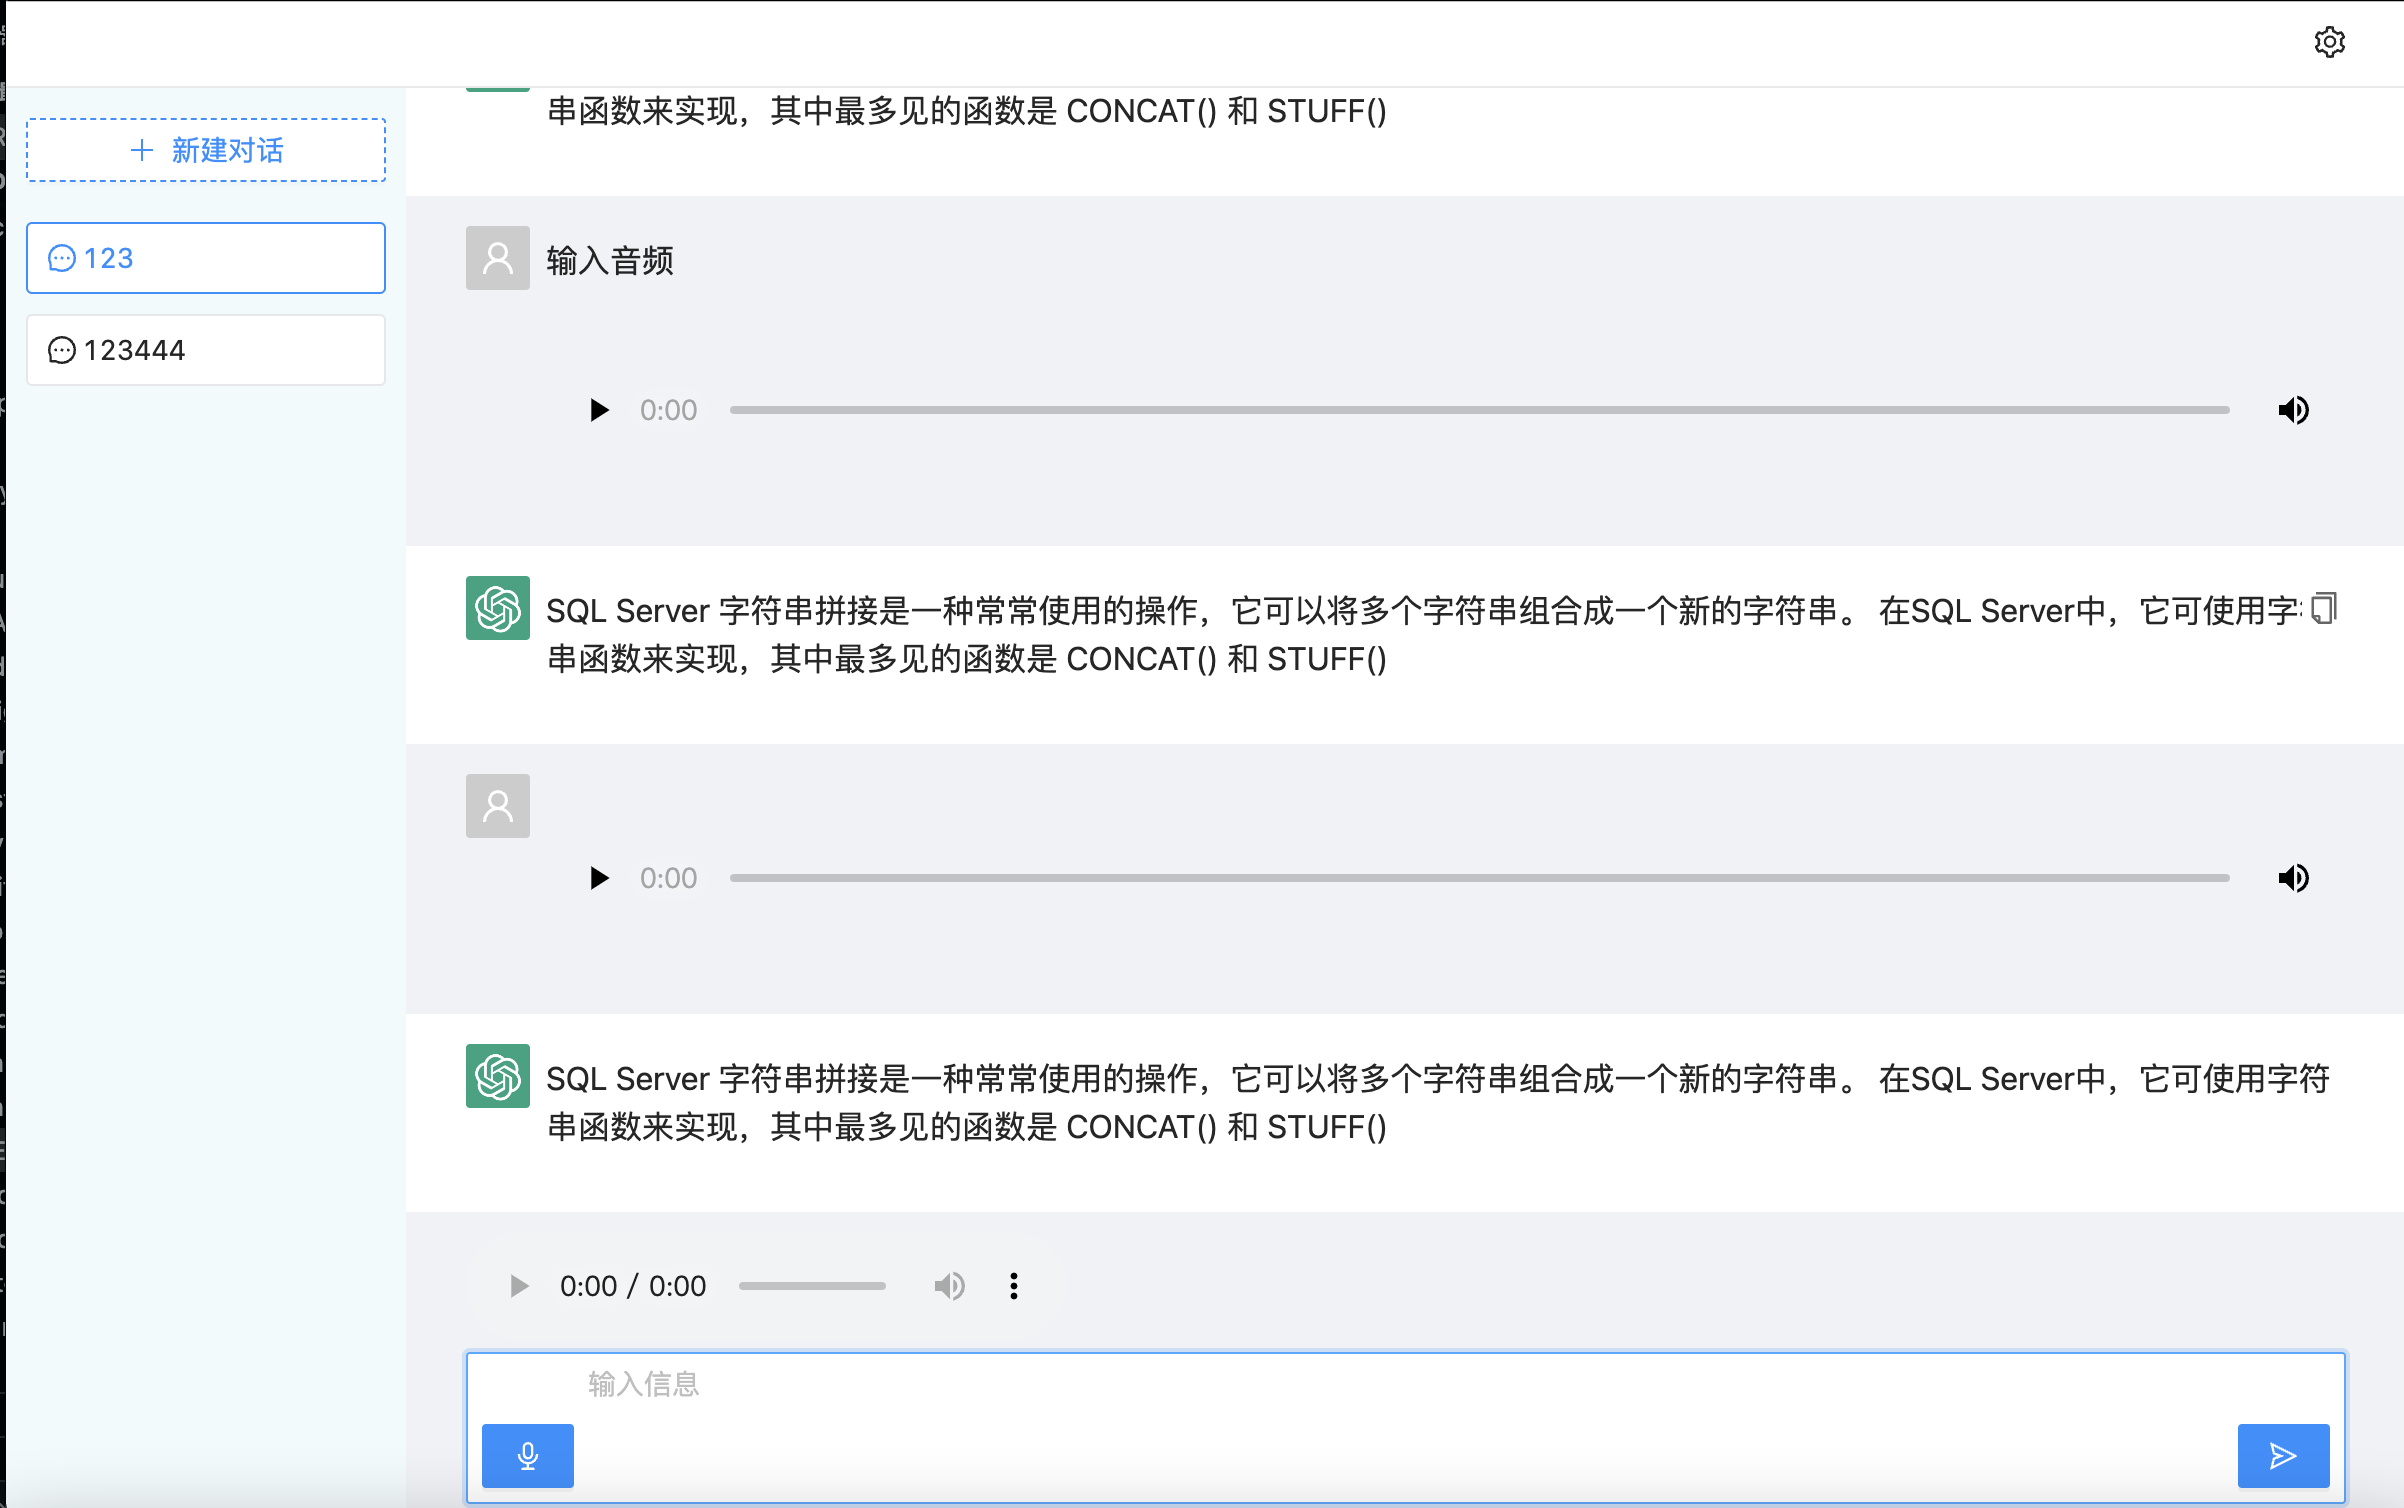 串函数来实现，其中最多见的函数是 CONCAT() 和 STUFF()
新建对话
123
123444
输入音频
0:00
SQL Server 字符串拼接是一种常常使用的操作，它可以将多个字符串组合成一个新的字符串。 在SQL Server中，它可使用字
串函数来实现，其中最多见的函数是 CONCAT() 和 STUFF()
0:00
SQL Server 字符串拼接是一种常常使用的操作，它可以将多个字符串组合成一个新的字符串。 在SQL Server中，它可使用字符
串函数来实现，其中最多见的函数是 CONCAT() 和 STUFF()
0:00 / 0:00
输入信息